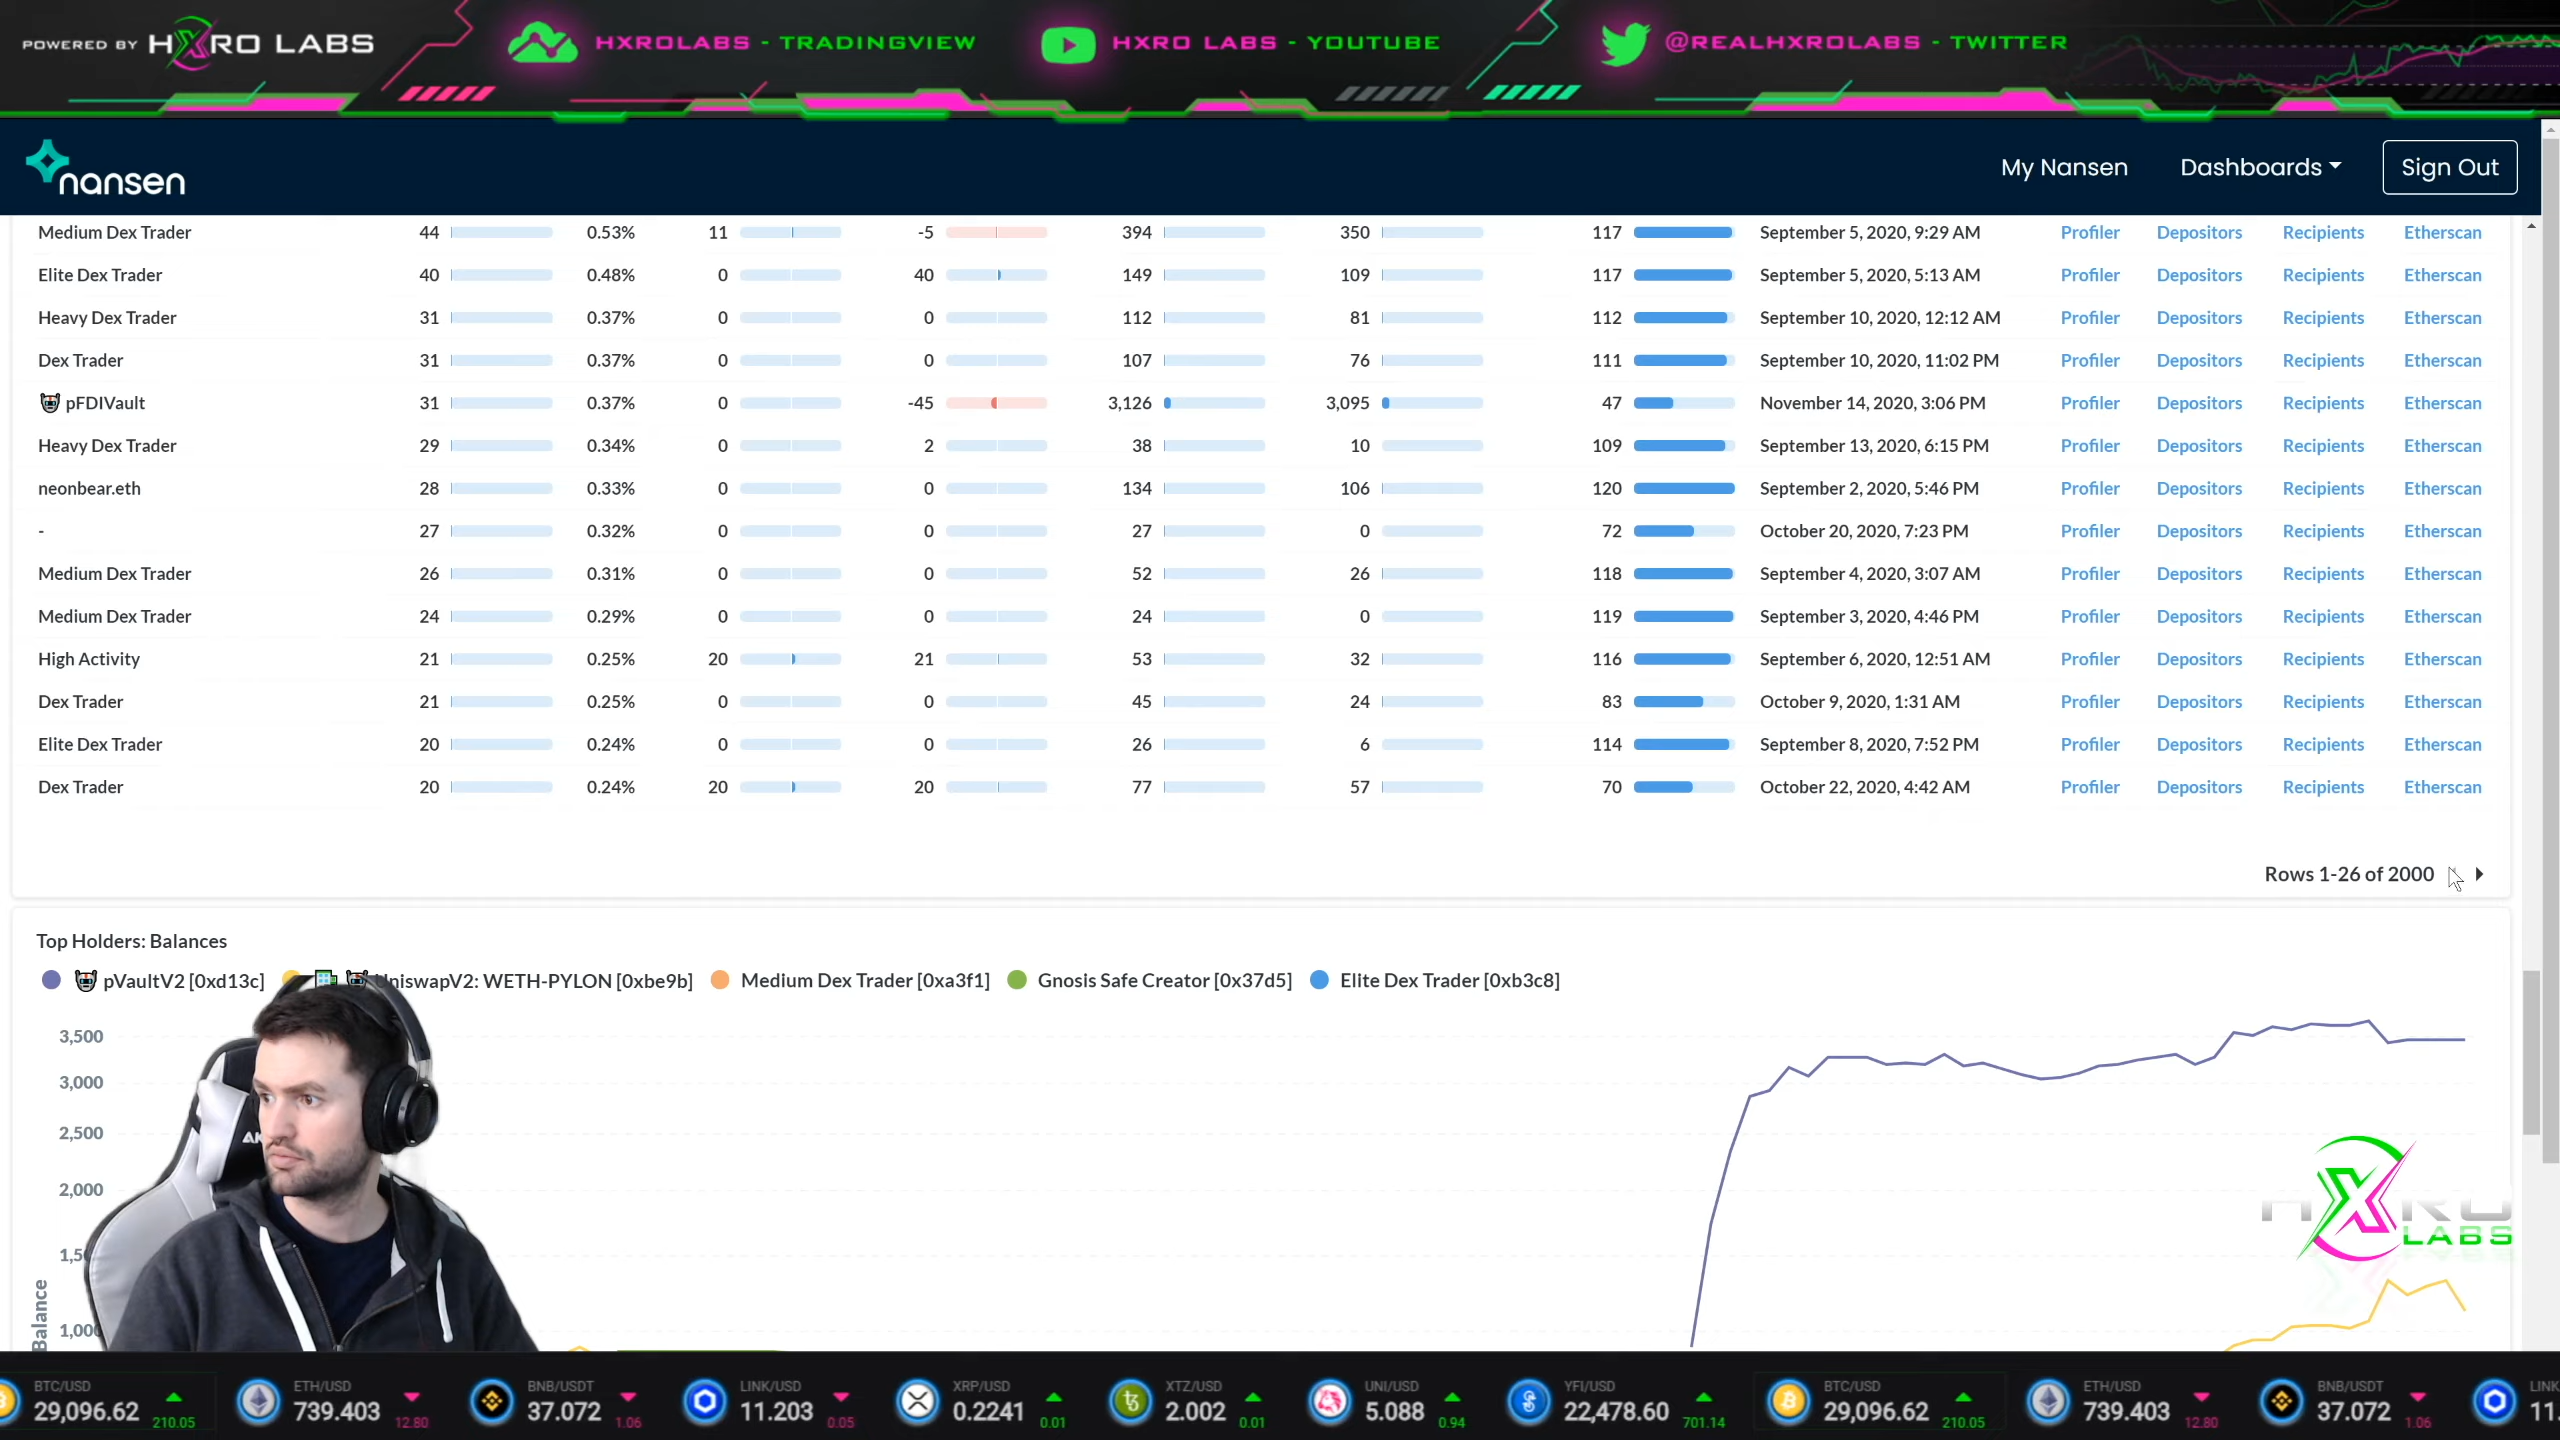 POWERED BY HXRO LABS
HXROLABS - TRADINGVIEW
HXRO LABS - YOUTUBE
@REALHXROLABS - TWITTER
nansen
My Nansen
Dashboards
Sign Out
Medium Dex Trader 44 0.53% 11 -5 394 350 117 September 5, 2020, 9:29 AM Profiler Depositors Recipients Etherscan
Elite Dex Trader 40 0.48% 0 40 149 109 117 September 5, 2020, 5:13 AM Profiler Depositors Recipients Etherscan
Heavy Dex Trader 31 0.37% 0 0 112 81 112 September 10, 2020, 12:12 AM Profiler Depositors Recipients Etherscan
Dex Trader 31 0.37% 0 0 107 76 111 September 10, 2020, 11:02 PM Profiler Depositors Recipients Etherscan
pFDIVault 31 0.37% 0 -45 3,126 3,095 47 November 14, 2020, 3:06 PM Profiler Depositors Recipients Etherscan
Heavy Dex Trader 29 0.34% 0 2 38 10 109 September 13, 2020, 6:15 PM Profiler Depositors Recipients Etherscan
neonbear.eth 28 0.33% 0 0 134 106 120 September 2, 2020, 5:46 PM Profiler Depositors Recipients Etherscan
- 27 0.32% 0 0 27 0 72 October 20, 2020, 7:23 PM Profiler Depositors Recipients Etherscan
Medium Dex Trader 26 0.31% 0 0 52 26 118 September 4, 2020, 3:07 AM Profiler Depositors Recipients Etherscan
Medium Dex Trader 24 0.29% 0 0 24 0 119 September 3, 2020, 4:46 PM Profiler Depositors Recipients Etherscan
High Activity 21 0.25% 20 21 53 32 116 September 6, 2020, 12:51 AM Profiler Depositors Recipients Etherscan
Dex Trader 21 0.25% 0 0 45 24 83 October 9, 2020, 1:31 AM Profiler Depositors Recipients Etherscan
Elite Dex Trader 20 0.24% 0 0 26 6 114 September 8, 2020, 7:52 PM Profiler Depositors Recipients Etherscan
Dex Trader 20 0.24% 20 20 77 57 70 October 22, 2020, 4:42 AM Profiler Depositors Recipients Etherscan
Rows 1-26 of 2000
Top Holders: Balances
pVaultV2 [0xd13c] UniswapV2: WETH-PYLON [0xbe9b] Medium Dex Trader [0xa3f1] Gnosis Safe Creator [0x37d5] Elite Dex Trader [0xb3c8]
3,500
3,000
2,500
2,000
1,5
1,000
Balance
HXRO
LABS
BTC/USD 29,096.62 210.05
ETH/USD 739.403 12.80
BNB/USDT 37.072 1.06
LINK/USD 11.203 0.05
XRP/USD 0.2241 0.01
XTZ/USD 2.002 0.01
UNI/USD 5.088 0.94
YFI/USD 22,478.60 701.14
BTC/USD 29,096.62 210.05
ETH/USD 739.403 12.80
BNB/USDT 37.072 1.06
LINK 11.